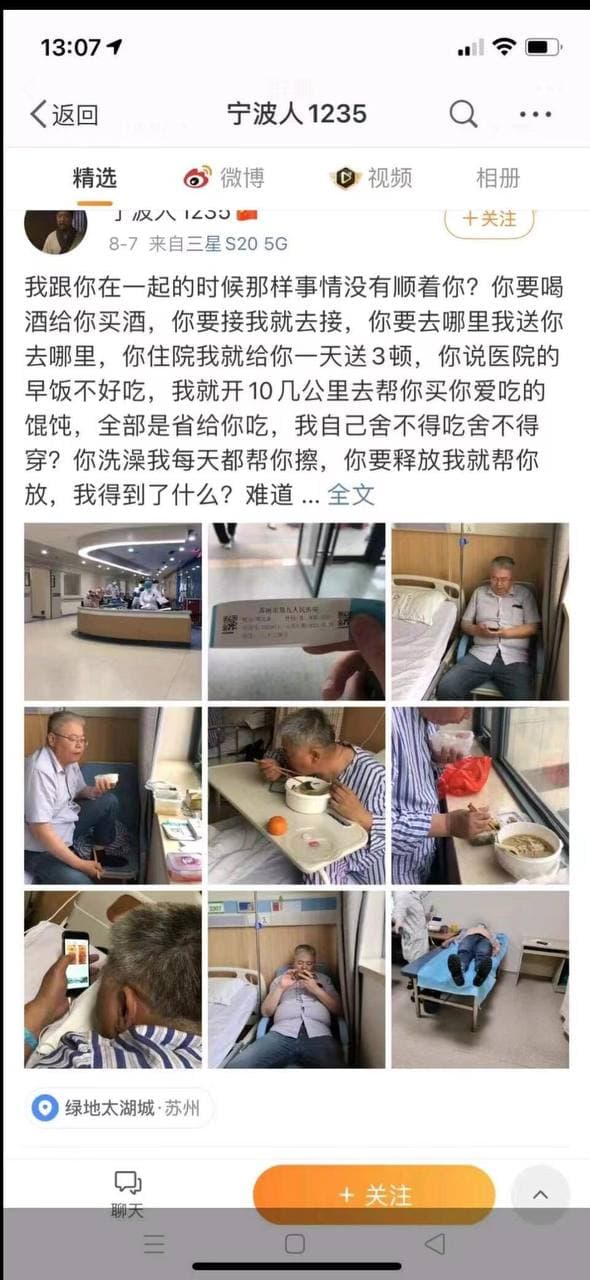 13:07
返回
宁波人1235
精选
微博
视频
相册
宁波人1235
+关注
8-7 来自三星S20 5G
我跟你在一起的时候那样事情没有顺着你？你要喝
酒给你买酒，你要接我就去接，你要去哪里我送你
去哪里，你住院我就给你一天送3顿，你说医院的
早饭不好吃，我就开10几公里去帮你买你爱吃的
馄饨，全部是省给你吃，我自己舍不得吃舍不得
穿？你洗澡我每天都帮你擦，你要释放我就帮你
放，我得到了什么？难道 ... 全文
苏州市第九人民医院
绿地太湖城·苏州
聊天
+ 关注